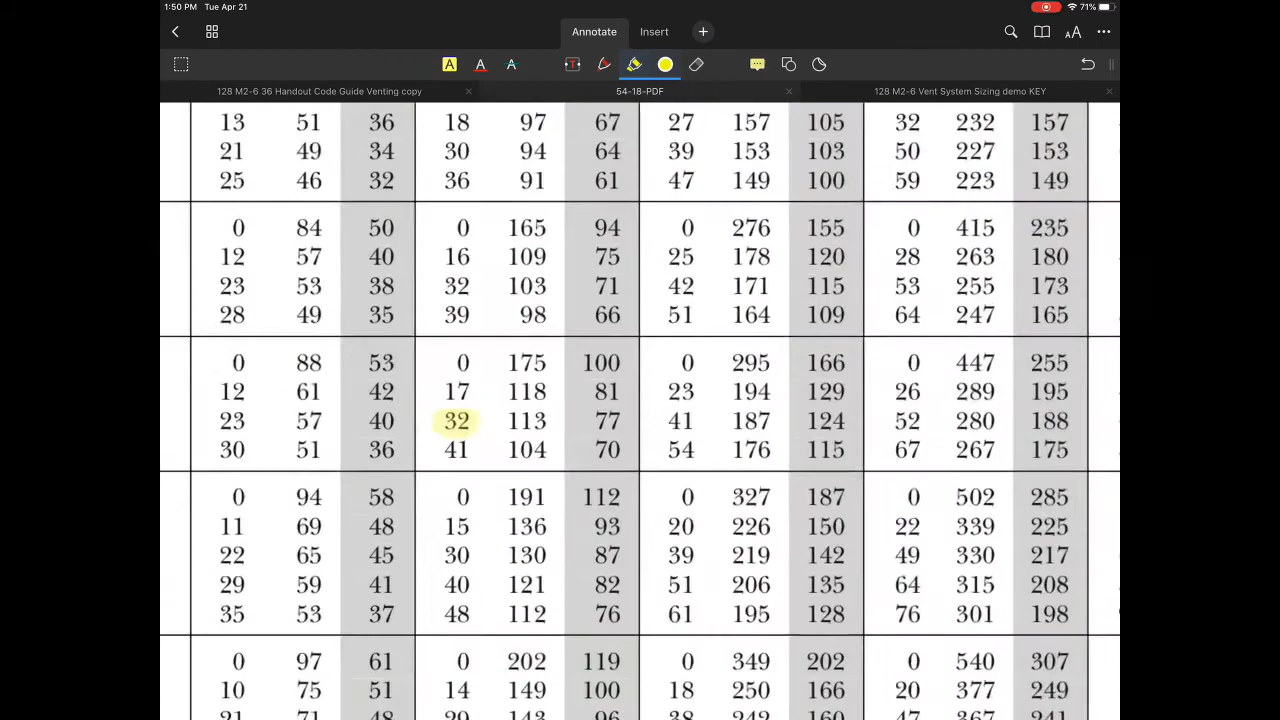 1:50 PM Tue Apr 21 71%
Annotate Insert
A A A T
128 M2-6 36 Handout Code Guide Venting copy 54-18-PDF 128 M2-6 Vent System Sizing demo KEY
13 51 36 18 97 67 27 157 105 32 232 157
21 49 34 30 94 64 39 153 103 50 227 153
25 46 32 36 91 61 47 149 100 59 223 149
0 84 50 0 165 94 0 276 155 0 415 235
12 57 40 16 109 75 25 178 120 28 263 180
23 53 38 32 103 71 42 171 115 53 255 173
28 49 35 39 98 66 51 164 109 64 247 165
0 88 53 0 175 100 0 295 166 0 447 255
12 61 42 17 118 81 23 194 129 26 289 195
23 57 40 32 113 77 41 187 124 52 280 188
30 51 36 41 104 70 54 176 115 67 267 175
0 94 58 0 191 112 0 327 187 0 502 285
11 69 48 15 136 93 20 226 150 22 339 225
22 65 45 30 130 87 39 219 142 49 330 217
29 59 41 40 121 82 51 206 135 64 315 208
35 53 37 48 112 76 61 195 128 76 301 198
0 97 61 0 202 119 0 349 202 0 540 307
10 75 51 14 149 100 18 250 166 20 377 249
21 71 48 29 143 96 38 242 160 47 367 241